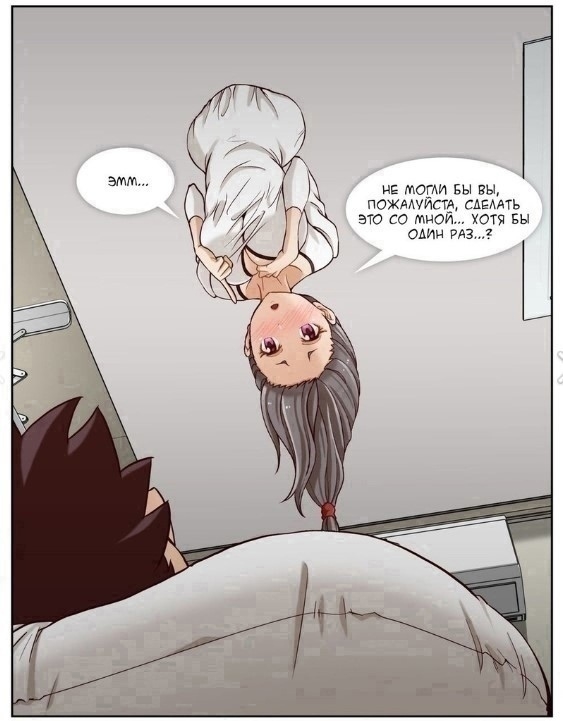 ЭММ...
НЕ МОГЛИ БЫ ВЫ,
ПОЖАЛУЙСТА, СДЕЛАТЬ
ЭТО СО МНОЙ... ХОТЯ БЫ
ОДИН РАЗ...?